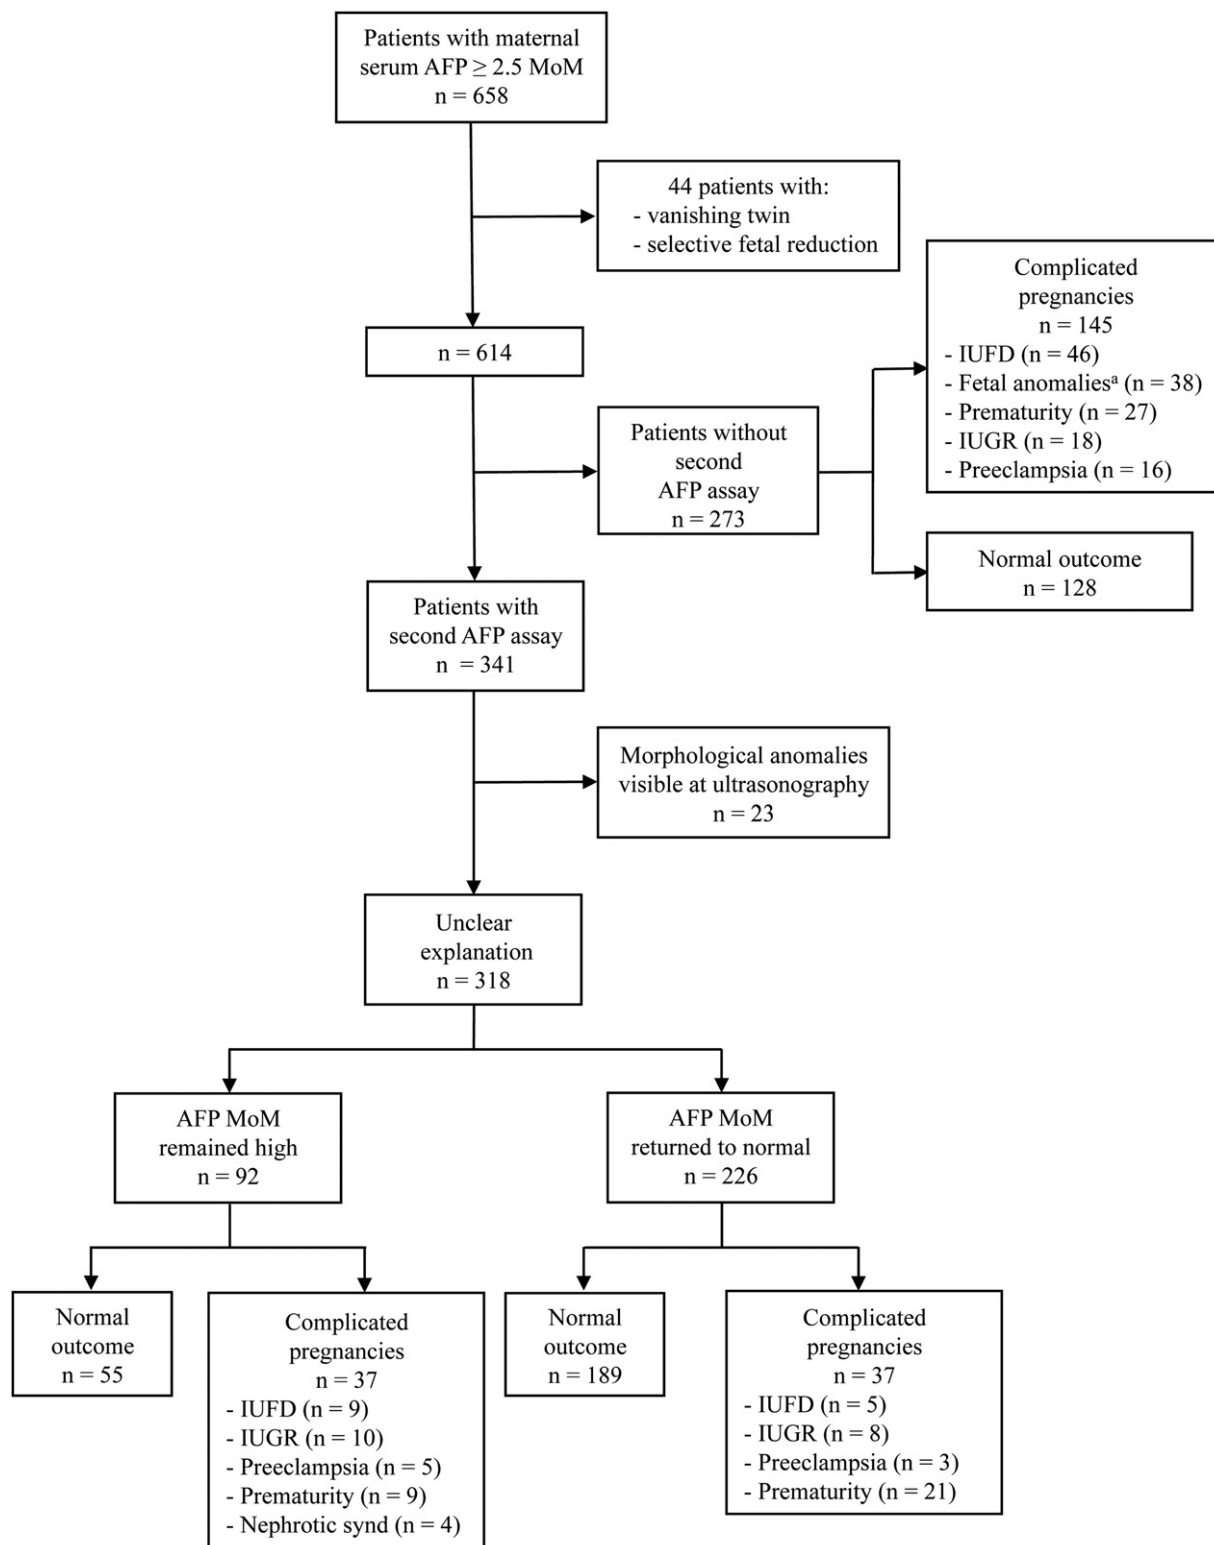 Patients with maternal
serum AFP ≥ 2.5 MoM
n = 658
44 patients with:
- vanishing twin
- selective fetal reduction
Complicated
pregnancies
n = 145
- IUFD (n = 46)
- Fetal anomaliesᵃ (n = 38)
- Prematurity (n = 27)
- IUGR (n = 18)
- Preeclampsia (n = 16)
n = 614
Patients without
second
AFP assay
n = 273
Normal outcome
n = 128
Patients with
second AFP assay
n = 341
Morphological anomalies
visible at ultrasonography
n = 23
Unclear
explanation
n = 318
AFP MoM
remained high
n = 92
AFP MoM
returned to normal
n = 226
Normal
outcome
n = 55
Complicated
pregnancies
n = 37
- IUFD (n = 9)
- IUGR (n = 10)
- Preeclampsia (n = 5)
- Prematurity (n = 9)
- Nephrotic synd (n = 4)
Normal
outcome
n = 189
Complicated
pregnancies
n = 37
- IUFD (n = 5)
- IUGR (n = 8)
- Preeclampsia (n = 3)
- Prematurity (n = 21)